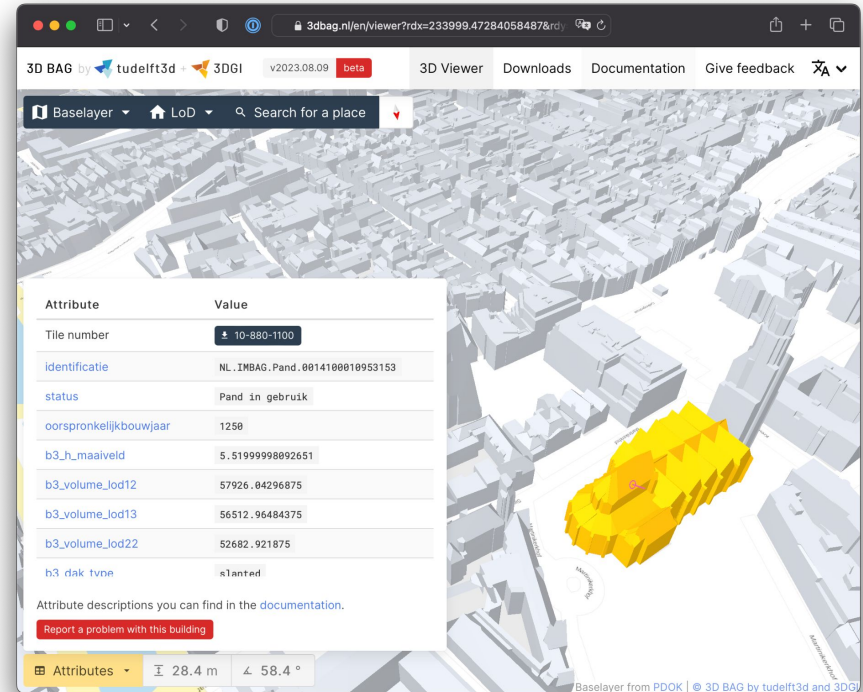 3dbag.nl/en/viewer?rdx=233999.47284058487&rdy
3D BAG by tudelft3d + 3DGI v2023.08.09 beta 3D Viewer Downloads Documentation Give feedback
Baselayer LoD Search for a place
Attribute Value
Tile number 10-880-1100
identificatie NL.IMBAG.Pand.0014100010953153
status Pand in gebruik
oorspronkelijkbouwjaar 1250
b3_h_maaiveld 5.51999998092651
b3_volume_lod12 57926.04296875
b3_volume_lod13 56512.96484375
b3_volume_lod22 52682.921875
b3_dak_type slanted
Attribute descriptions you can find in the documentation.
Report a problem with this building
Martinikerkhof
Martinikerkhof
Martinikerkhof
Attributes 28.4 m 58.4 °
Baselayer from PDOK | © 3D BAG by tudelft3d and 3DGI